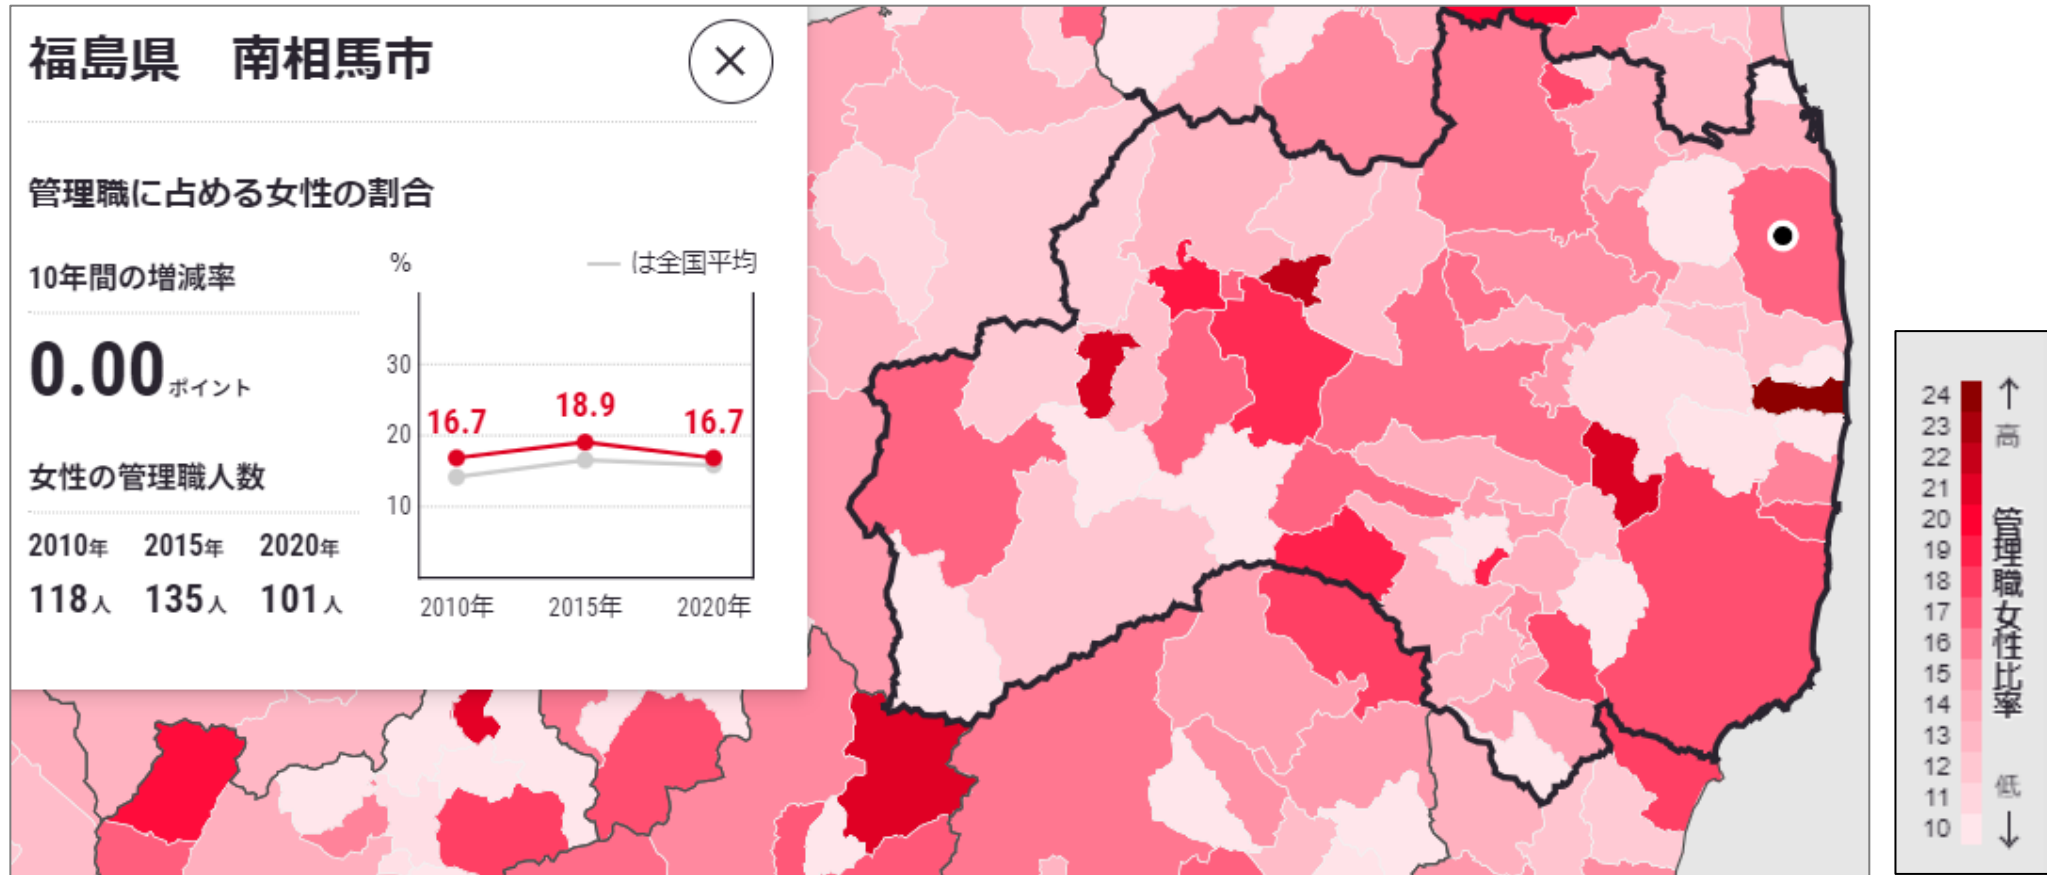 福島県　南相馬市
管理職に占める女性の割合
10年間の増減率
0.00ポイント
女性の管理職人数
2010年 2015年 2020年
118人 135人 101人
% は全国平均
30
20
10
16.7 18.9 16.7
2010年 2015年 2020年
24
23
22
21
20
19
18
17
16
15
14
13
12
11
10
↑
高
管理職女性比率
低
↓